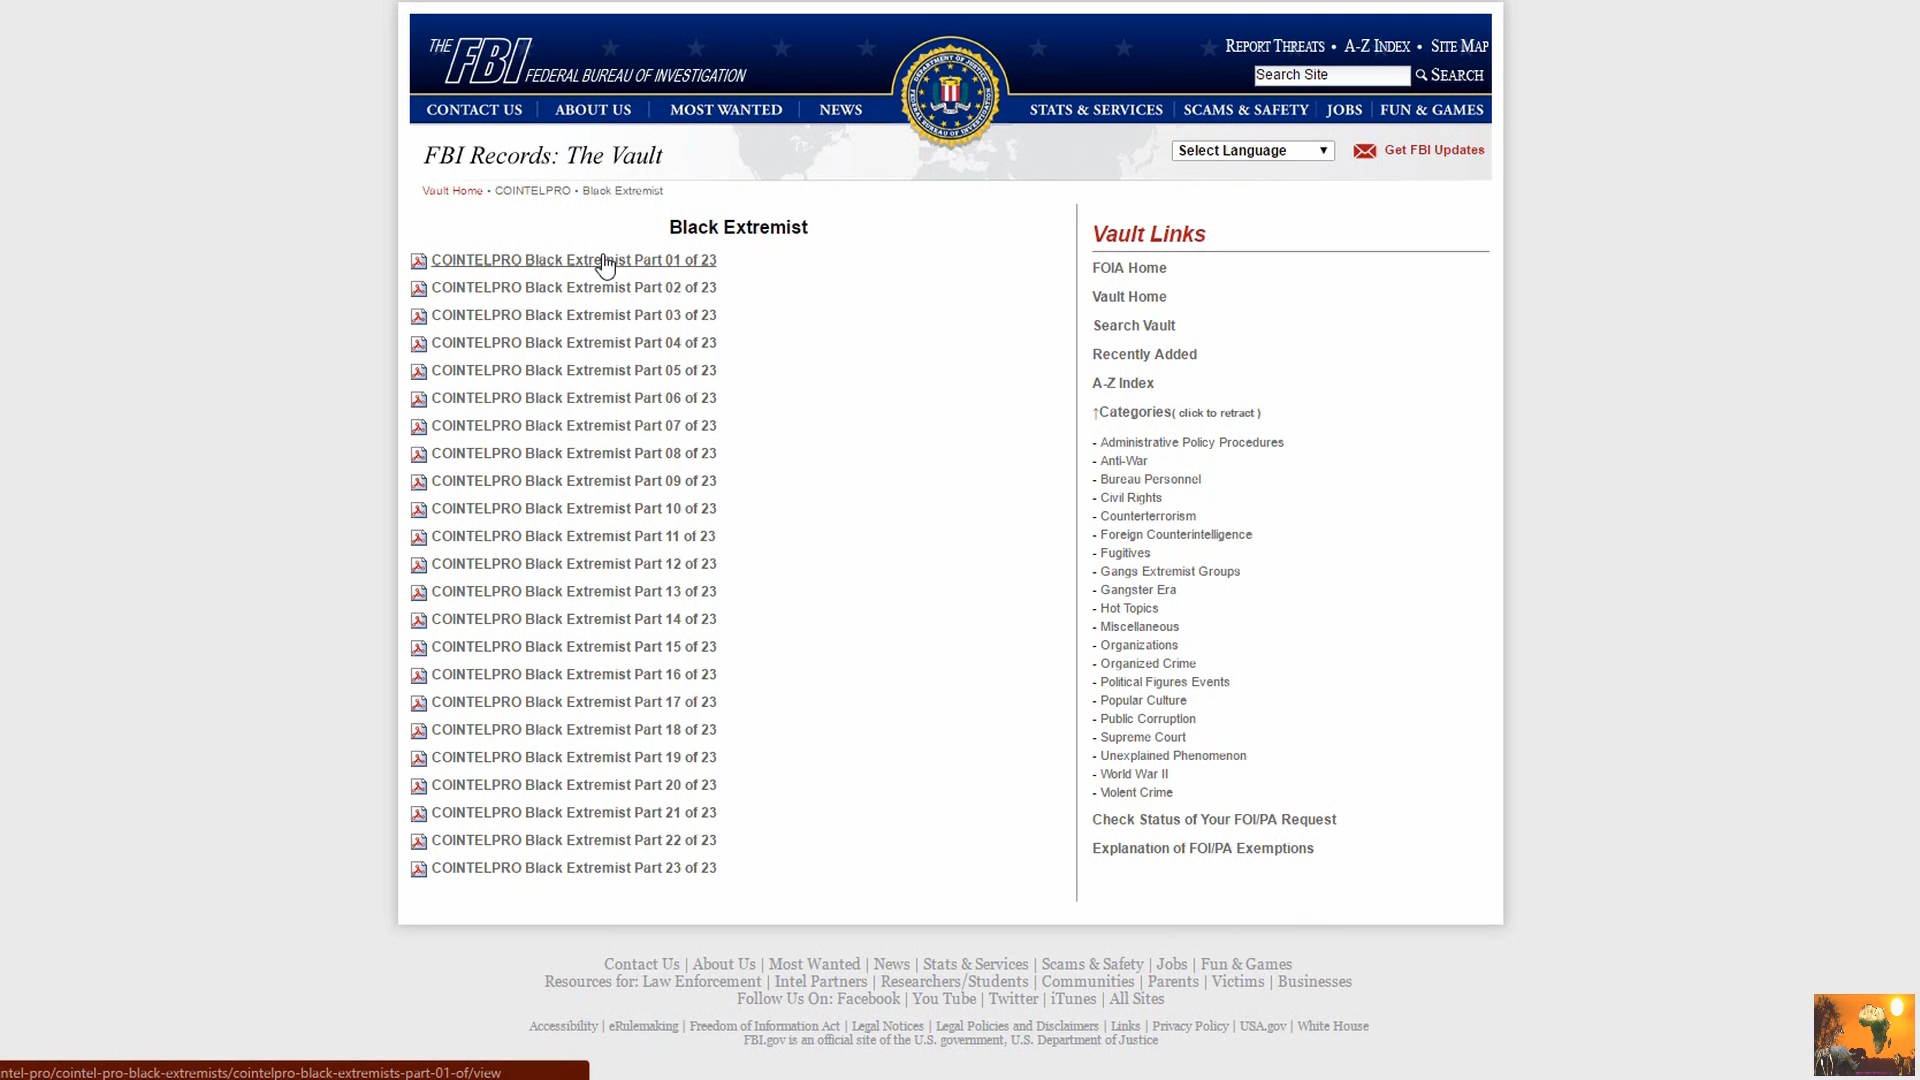 THE FBI FEDERAL BUREAU OF INVESTIGATION
REPORT THREATS • A-Z INDEX • SITE MAP
Search Site SEARCH
CONTACT US | ABOUT US | MOST WANTED | NEWS
STATS & SERVICES | SCAMS & SAFETY | JOBS | FUN & GAMES
FBI Records: The Vault
Select Language
Get FBI Updates
Vault Home • COINTELPRO • Black Extremist
Black Extremist
COINTELPRO Black Extremist Part 01 of 23
COINTELPRO Black Extremist Part 02 of 23
COINTELPRO Black Extremist Part 03 of 23
COINTELPRO Black Extremist Part 04 of 23
COINTELPRO Black Extremist Part 05 of 23
COINTELPRO Black Extremist Part 06 of 23
COINTELPRO Black Extremist Part 07 of 23
COINTELPRO Black Extremist Part 08 of 23
COINTELPRO Black Extremist Part 09 of 23
COINTELPRO Black Extremist Part 10 of 23
COINTELPRO Black Extremist Part 11 of 23
COINTELPRO Black Extremist Part 12 of 23
COINTELPRO Black Extremist Part 13 of 23
COINTELPRO Black Extremist Part 14 of 23
COINTELPRO Black Extremist Part 15 of 23
COINTELPRO Black Extremist Part 16 of 23
COINTELPRO Black Extremist Part 17 of 23
COINTELPRO Black Extremist Part 18 of 23
COINTELPRO Black Extremist Part 19 of 23
COINTELPRO Black Extremist Part 20 of 23
COINTELPRO Black Extremist Part 21 of 23
COINTELPRO Black Extremist Part 22 of 23
COINTELPRO Black Extremist Part 23 of 23
Vault Links
FOIA Home
Vault Home
Search Vault
Recently Added
A-Z Index
↑Categories( click to retract )
- Administrative Policy Procedures
- Anti-War
- Bureau Personnel
- Civil Rights
- Counterterrorism
- Foreign Counterintelligence
- Fugitives
- Gangs Extremist Groups
- Gangster Era
- Hot Topics
- Miscellaneous
- Organizations
- Organized Crime
- Political Figures Events
- Popular Culture
- Public Corruption
- Supreme Court
- Unexplained Phenomenon
- World War II
- Violent Crime
Check Status of Your FOI/PA Request
Explanation of FOI/PA Exemptions
Contact Us | About Us | Most Wanted | News | Stats & Services | Scams & Safety | Jobs | Fun & Games
Resources for: Law Enforcement | Intel Partners | Researchers/Students | Communities | Parents | Victims | Businesses
Follow Us On: Facebook | You Tube | Twitter | iTunes | All Sites
Accessibility | eRulemaking | Freedom of Information Act | Legal Notices | Legal Policies and Disclaimers | Links | Privacy Policy | USA.gov | White House
FBI.gov is an official site of the U.S. government, U.S. Department of Justice
ntel-pro/cointel-pro-black-extremists/cointelpro-black-extremists-part-01-of/view